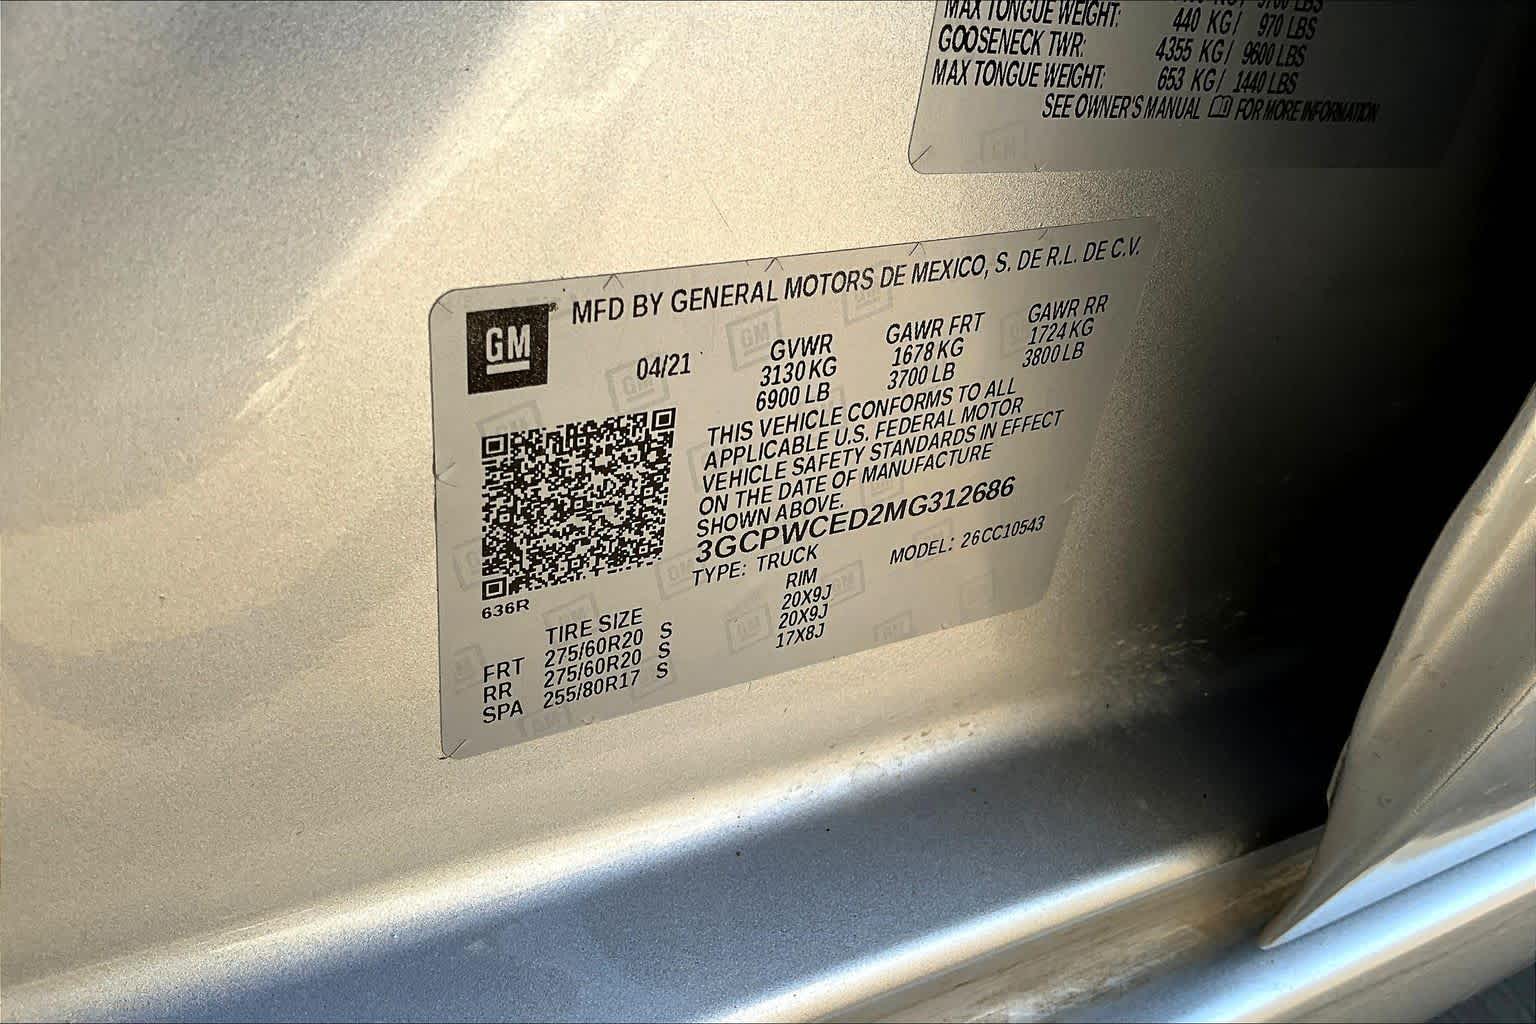 MAX TONGUE WEIGHT: 440 KG/ 970 LBS
GOOSENECK TWR: 4355 KG/ 9600 LBS
MAX TONGUE WEIGHT: 653 KG/ 1440 LBS
SEE OWNER'S MANUAL FOR MORE INFORMATION
GM
MFD BY GENERAL MOTORS DE MEXICO, S. DE R.L. DE C.V.
04/21 GVWR GAWR FRT GAWR RR
3130 KG 1678 KG 1724 KG
6900 LB 3700 LB 3800 LB
THIS VEHICLE CONFORMS TO ALL
APPLICABLE U.S. FEDERAL MOTOR
VEHICLE SAFETY STANDARDS IN EFFECT
ON THE DATE OF MANUFACTURE
SHOWN ABOVE.
3GCPWCED2MG312686
TYPE: TRUCK MODEL: 26CC10543
636R
TIRE SIZE RIM
FRT 275/60R20 S 20X9J
RR 275/60R20 S 20X9J
SPA 255/80R17 S 17X8J